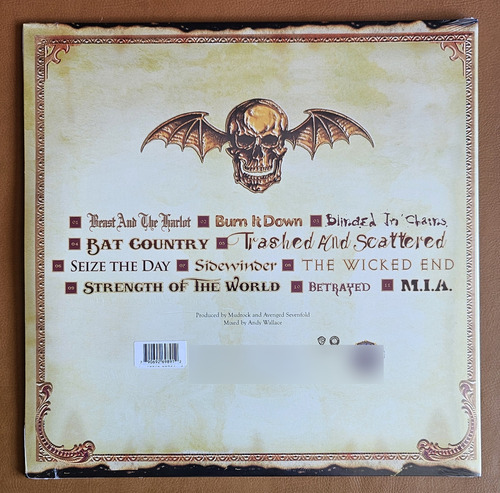 01 Beast And The Harlot 02 Burn It Down 03 Blinded In Chains
04 Bat Country 05 Trashed And Scattered
06 Seize The Day 07 Sidewinder 08 The Wicked End
09 Strength Of The World 10 Betrayed 11 M.I.A.
Produced by Mudrock and Avenged Sevenfold
Mixed by Andy Wallace